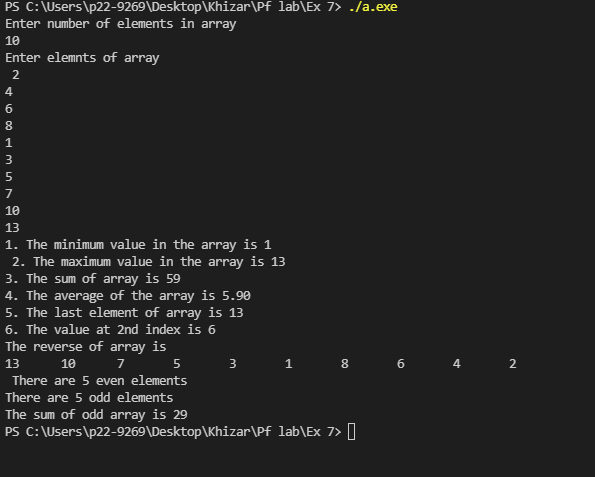 PS C:\Users\p22-9269\Desktop\Khizar\Pf lab\Ex 7> ./a.exe
Enter number of elements in array
10
Enter elemnts of array
 2
4
6
8
1
3
5
7
10
13
1. The minimum value in the array is 1
 2. The maximum value in the array is 13
3. The sum of array is 59
4. The average of the array is 5.90
5. The last element of array is 13
6. The value at 2nd index is 6
The reverse of array is
13      10      7       5       3       1       8       6       4       2
 There are 5 even elements
There are 5 odd elements
The sum of odd array is 29
PS C:\Users\p22-9269\Desktop\Khizar\Pf lab\Ex 7>